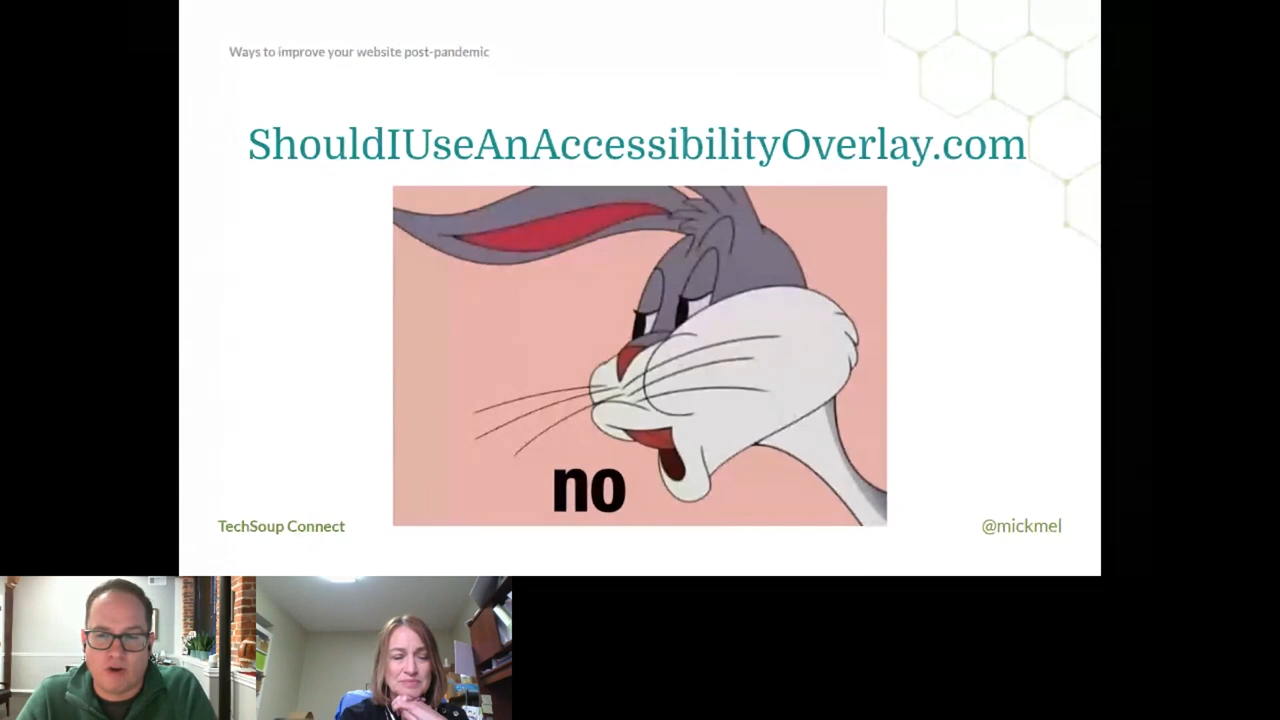 Ways to improve your website post-pandemic
ShouldIUseAnAccessibilityOverlay.com
no
TechSoup Connect
@mickmel